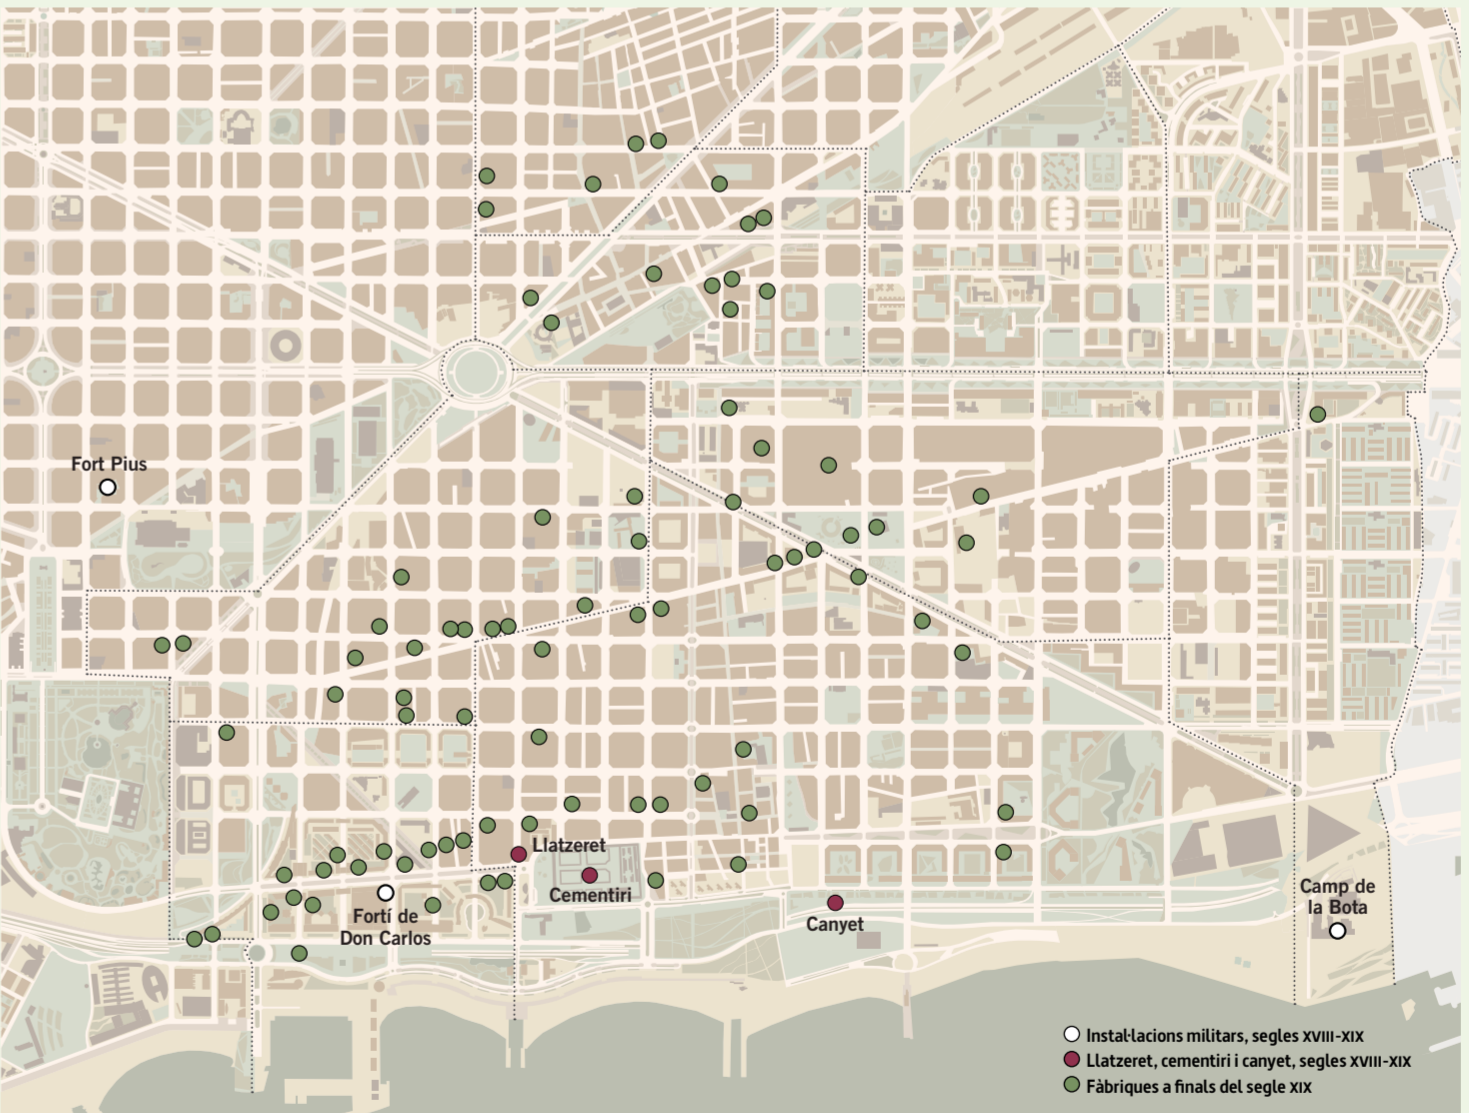 Fort Pius
Llatzeret
Cementiri
Fortí de
Don Carlos
Canyet
Camp de
la Bota
Instal·lacions militars, segles XVIII-XIX
Llatzeret, cementiri i canyet, segles XVIII-XIX
Fàbriques a finals del segle XIX